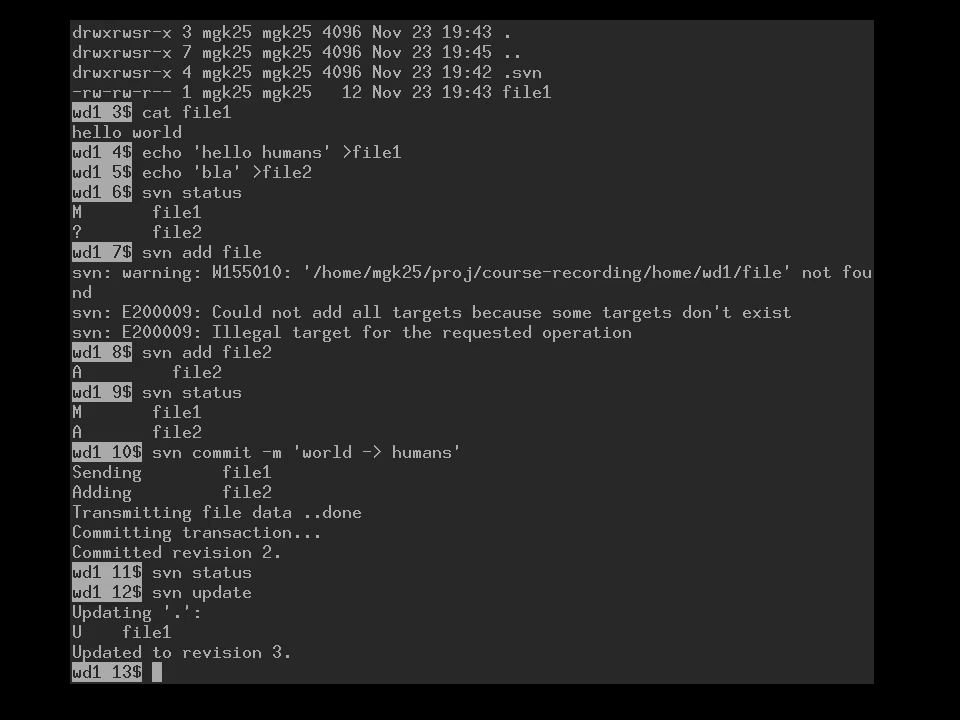 drwxrwsr-x 3 mgk25 mgk25 4096 Nov 23 19:43 .
drwxrwsr-x 7 mgk25 mgk25 4096 Nov 23 19:45 ..
drwxrwsr-x 4 mgk25 mgk25 4096 Nov 23 19:42 .svn
-rw-rw-r-- 1 mgk25 mgk25   12 Nov 23 19:43 file1
wd1 3$ cat file1
hello world
wd1 4$ echo 'hello humans' >file1
wd1 5$ echo 'bla' >file2
wd1 6$ svn status
M       file1
?       file2
wd1 7$ svn add file
svn: warning: W155010: '/home/mgk25/proj/course-recording/home/wd1/file' not fou
nd
svn: E200009: Could not add all targets because some targets don't exist
svn: E200009: Illegal target for the requested operation
wd1 8$ svn add file2
A         file2
wd1 9$ svn status
M       file1
A       file2
wd1 10$ svn commit -m 'world -> humans'
Sending        file1
Adding         file2
Transmitting file data ..done
Committing transaction...
Committed revision 2.
wd1 11$ svn status
wd1 12$ svn update
Updating '.':
U    file1
Updated to revision 3.
wd1 13$